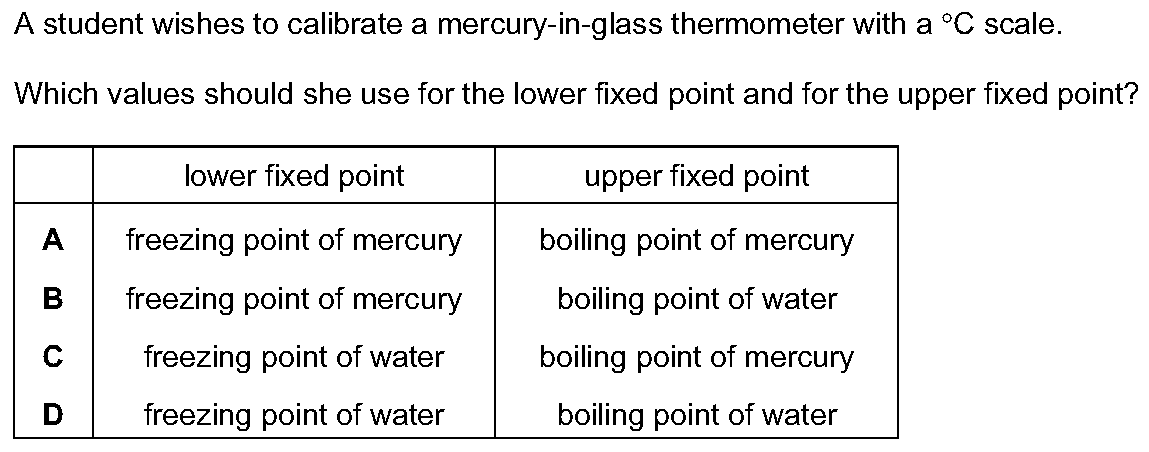 A student wishes to calibrate a mercury-in-glass thermometer with a °C scale.
Which values should she use for the lower fixed point and for the upper fixed point?
lower fixed point upper fixed point
A freezing point of mercury boiling point of mercury
B freezing point of mercury boiling point of water
C freezing point of water boiling point of mercury
D freezing point of water boiling point of water